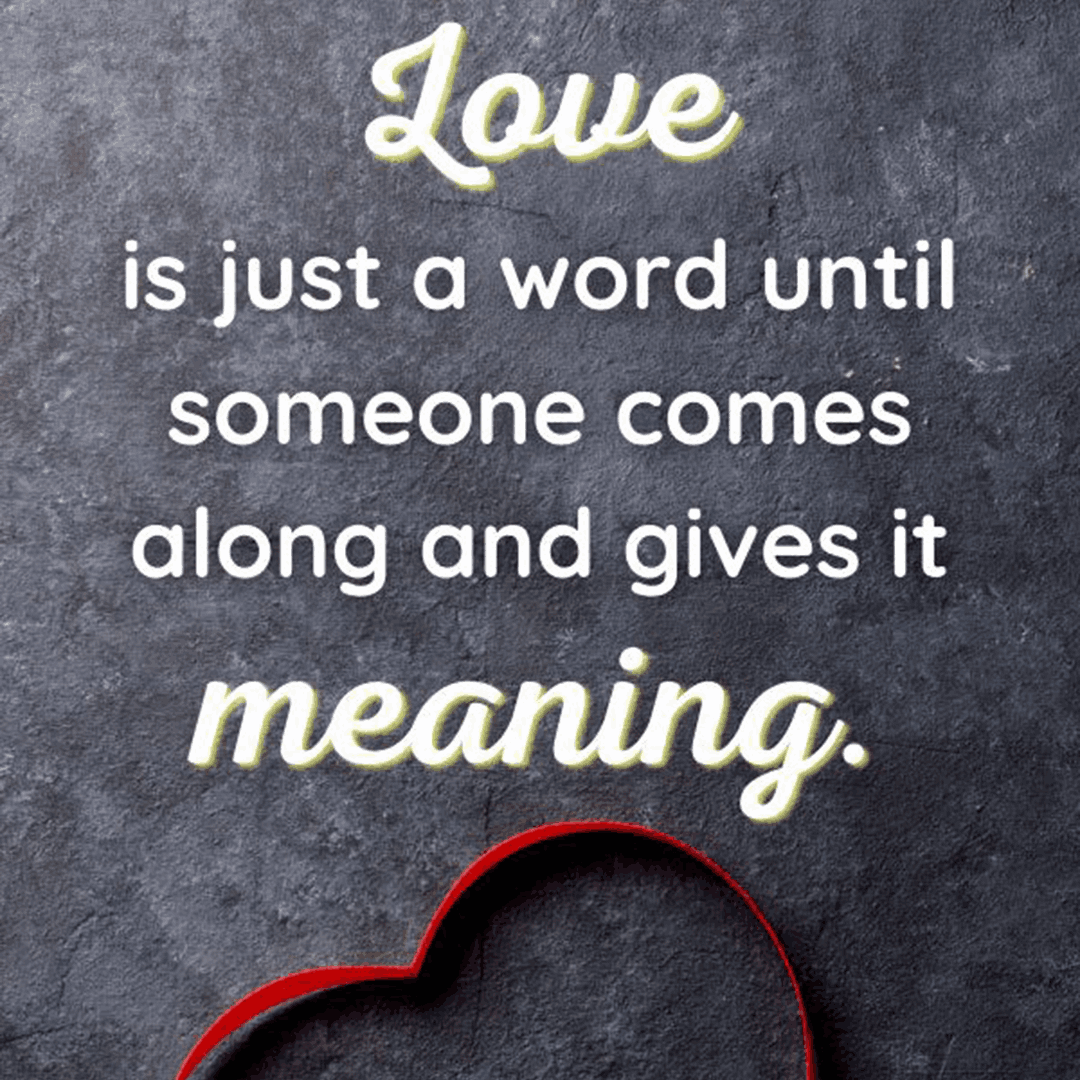 Love
is just a word until
someone comes
along and gives it
meaning.